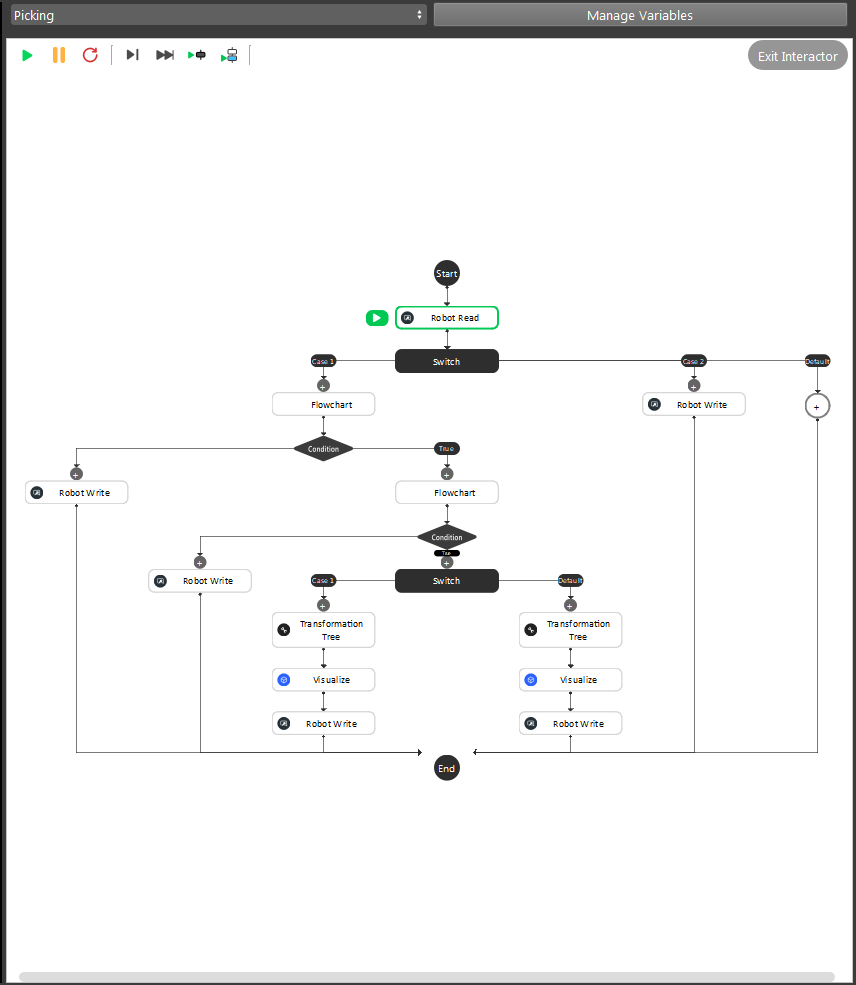 Picking
Manage Variables
Exit Interactor
Start
Robot Read
Switch
Case 1
Case 2
Default
+
+
Flowchart
Robot Write
+
Condition
True
+
+
Robot Write
Flowchart
Condition
True
+
+
Robot Write
Case 1
Switch
Default
+
+
Transformation
Tree
Transformation
Tree
Visualize
Visualize
Robot Write
Robot Write
End